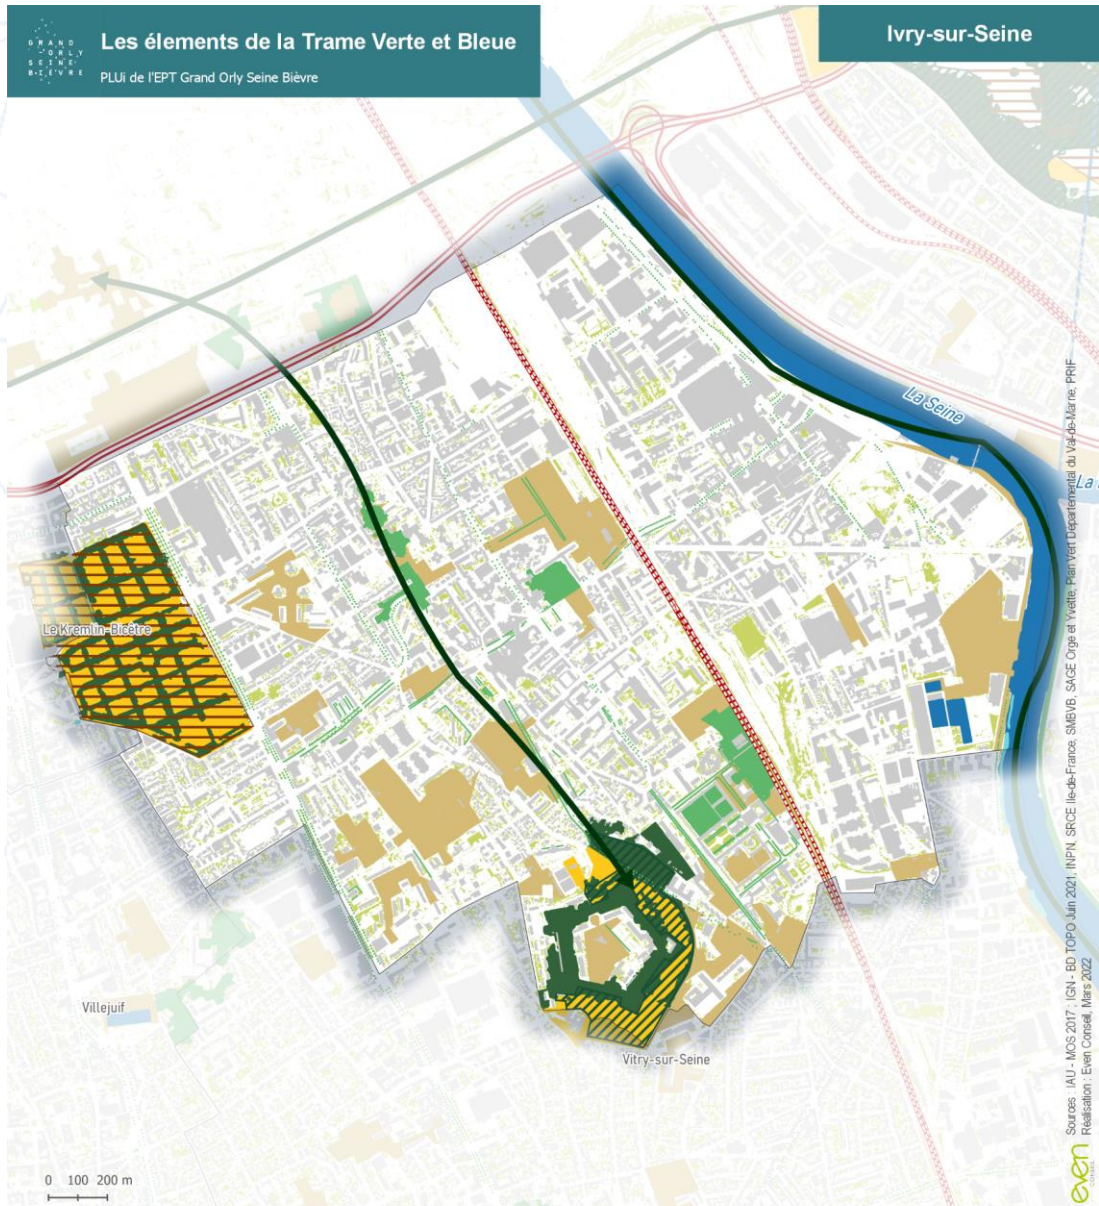 GRAND
ORLY
SEINE
BIÈVRE
Les élements de la Trame Verte et Bleue
PLUi de l'EPT Grand Orly Seine Bièvre
Ivry-sur-Seine
La Seine
La
Le Kremlin-Bicêtre
Villejuif
Vitry-sur-Seine
0 100 200 m
Sources : IAU - MOS 2017 ; IGN - BD TOPO Juin 2021, INPN, SRCE Ile-de-France, SMBVB, SAGE Orge et Yvette, Plan Vert Départemental du Val-de-Marne, PRIF
Réalisation : Even Conseil, Mars 2022
even
CONSEIL